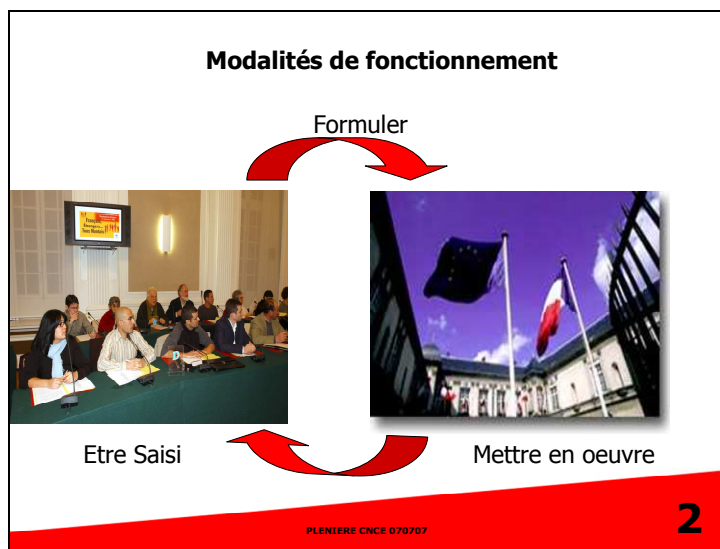 Modalités de fonctionnement
Formuler
Etre Saisi
Mettre en oeuvre
PLENIERE CNCE 070707
2